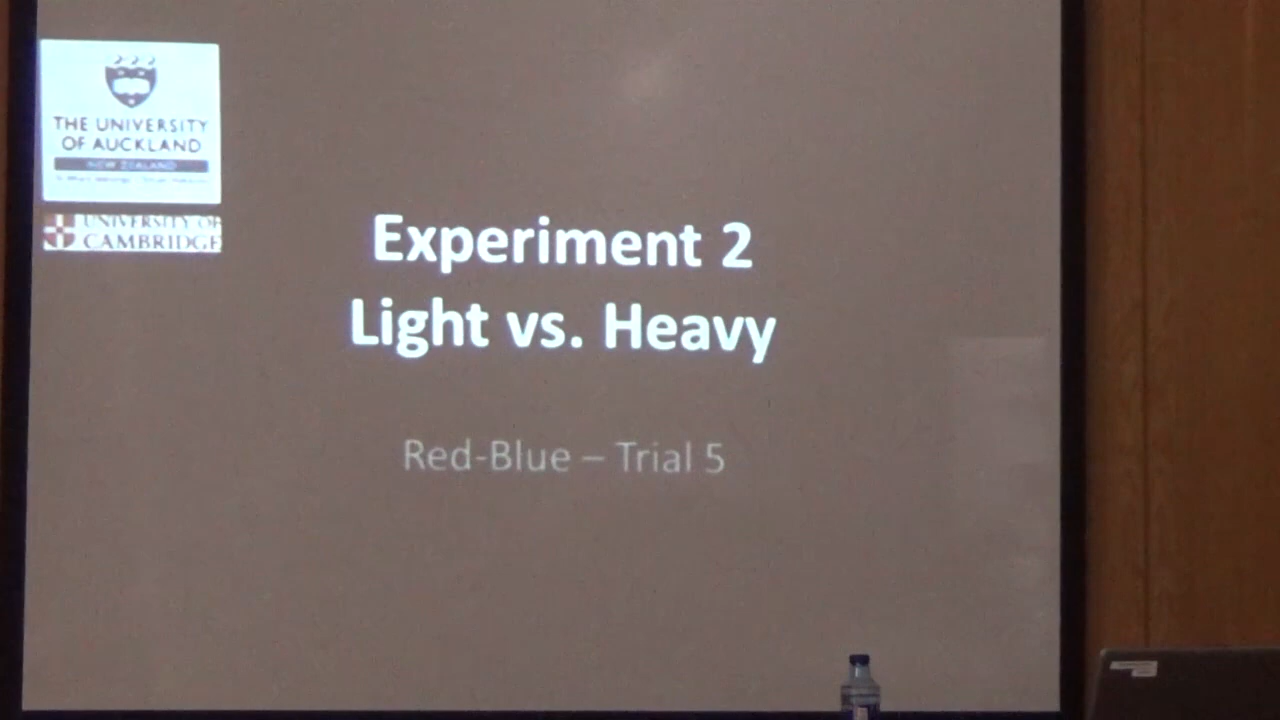 THE UNIVERSITY
OF AUCKLAND
NEW ZEALAND
UNIVERSITY OF
CAMBRIDGE
Experiment 2
Light vs. Heavy
Red-Blue – Trial 5